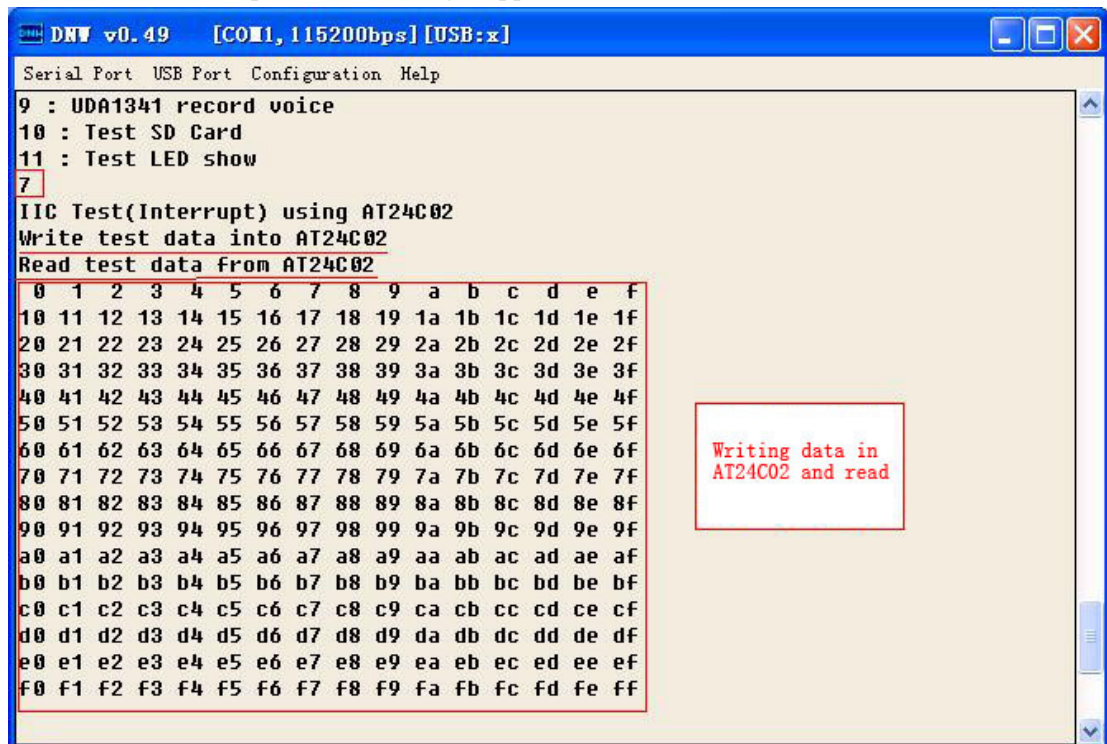 DNW v0.49 [COM1,115200bps][USB:x]
Serial Port USB Port Configuration Help
9 : UDA1341 record voice
10 : Test SD Card
11 : Test LED show
7
IIC Test(Interrupt) using AT24C02
Write test data into AT24C02
Read test data from AT24C02
0 1 2 3 4 5 6 7 8 9 a b c d e f
10 11 12 13 14 15 16 17 18 19 1a 1b 1c 1d 1e 1f
20 21 22 23 24 25 26 27 28 29 2a 2b 2c 2d 2e 2f
30 31 32 33 34 35 36 37 38 39 3a 3b 3c 3d 3e 3f
40 41 42 43 44 45 46 47 48 49 4a 4b 4c 4d 4e 4f
50 51 52 53 54 55 56 57 58 59 5a 5b 5c 5d 5e 5f
60 61 62 63 64 65 66 67 68 69 6a 6b 6c 6d 6e 6f
70 71 72 73 74 75 76 77 78 79 7a 7b 7c 7d 7e 7f
80 81 82 83 84 85 86 87 88 89 8a 8b 8c 8d 8e 8f
90 91 92 93 94 95 96 97 98 99 9a 9b 9c 9d 9e 9f
a0 a1 a2 a3 a4 a5 a6 a7 a8 a9 aa ab ac ad ae af
b0 b1 b2 b3 b4 b5 b6 b7 b8 b9 ba bb bc bd be bf
c0 c1 c2 c3 c4 c5 c6 c7 c8 c9 ca cb cc cd ce cf
d0 d1 d2 d3 d4 d5 d6 d7 d8 d9 da db dc dd de df
e0 e1 e2 e3 e4 e5 e6 e7 e8 e9 ea eb ec ed ee ef
f0 f1 f2 f3 f4 f5 f6 f7 f8 f9 fa fb fc fd fe ff
Writing data in
AT24C02 and read